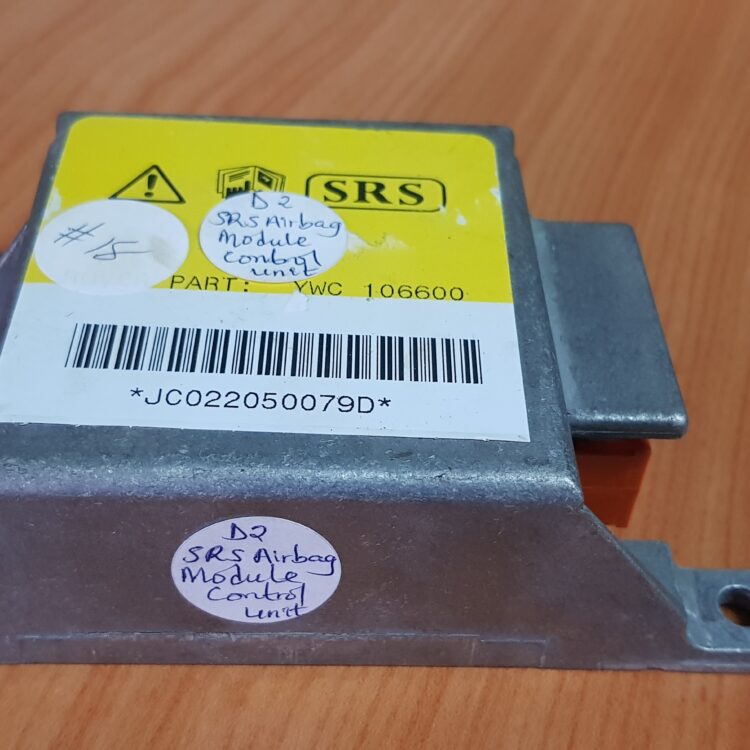 SRS
#15
D2
SRS Airbag
Module
Control
unit
PART: YWC 106600
*JC022050079D*
D2
SRS Airbag
Module
Control
unit